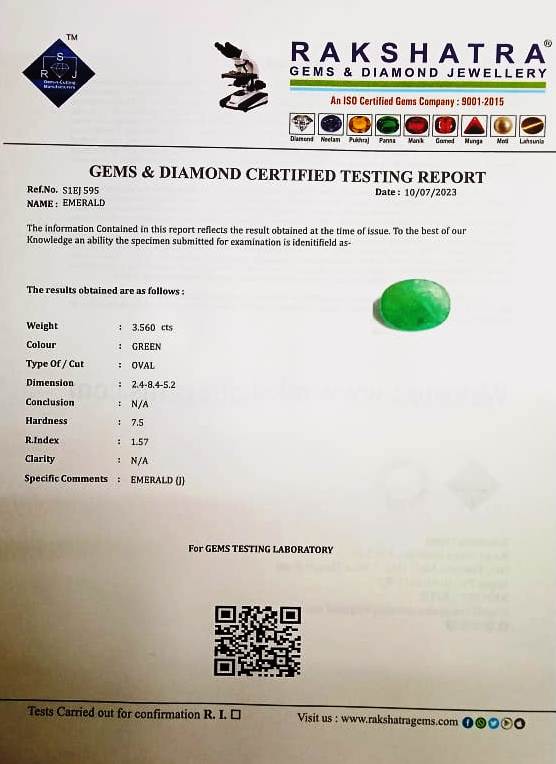 TM
S
R J
RAKSHATRA®
GEMS & DIAMOND JEWELLERY
An ISO Certified Gems Company : 9001-2015
Diamond Neelam Pukhraj Panna Manik Gomed Munga Moti Lahsunia
GEMS & DIAMOND CERTIFIED TESTING REPORT
Ref.No. S1EJ 595
Date : 10/07/2023
NAME : EMERALD
The information Contained in this report reflects the result obtained at the time of issue. To the best of our
Knowledge an ability the specimen submitted for examination is idenitifield as-
The results obtained are as follows :
Weight : 3.560 cts
Colour : GREEN
Type Of / Cut : OVAL
Dimension : 2.4-8.4-5.2
Conclusion : N/A
Hardness : 7.5
R.Index : 1.57
Clarity : N/A
Specific Comments : EMERALD (J)
For GEMS TESTING LABORATORY
Tests Carried out for confirmation R. I. ☐
Visit us : www.rakshatragems.com